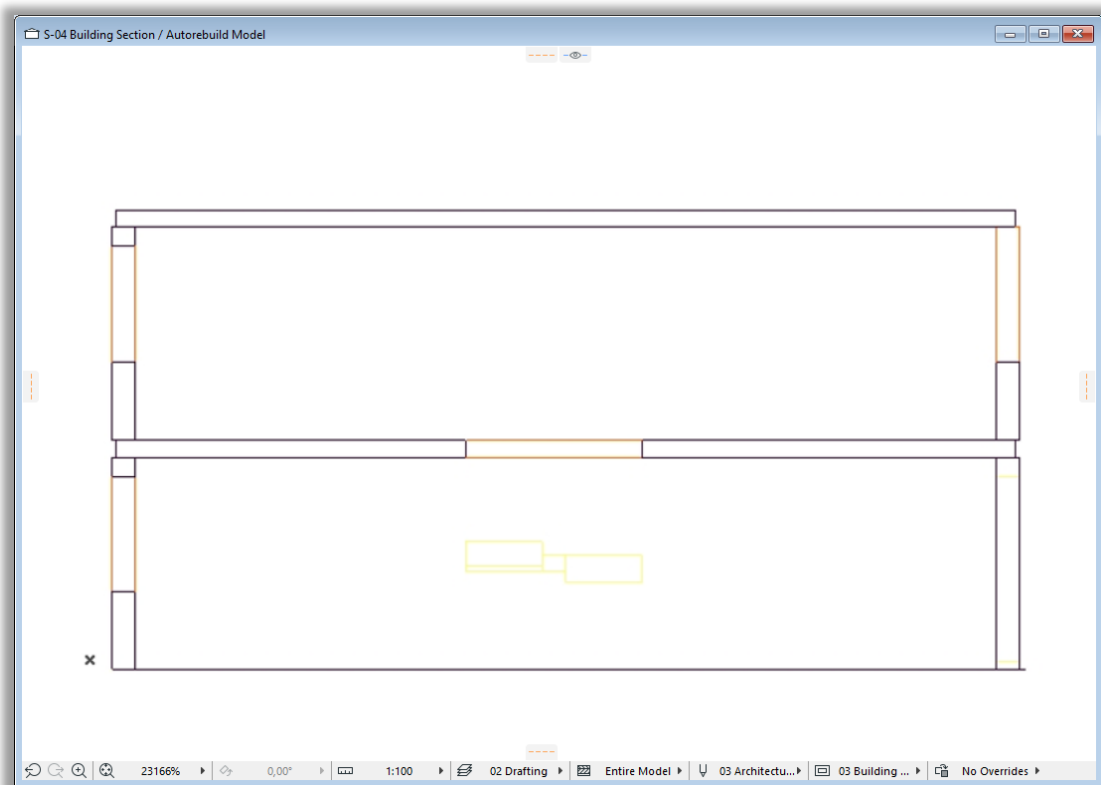 S-04 Building Section / Autorebuild Model
23166% 0,00° 1:100 02 Drafting Entire Model 03 Architectu... 03 Building ... No Overrides